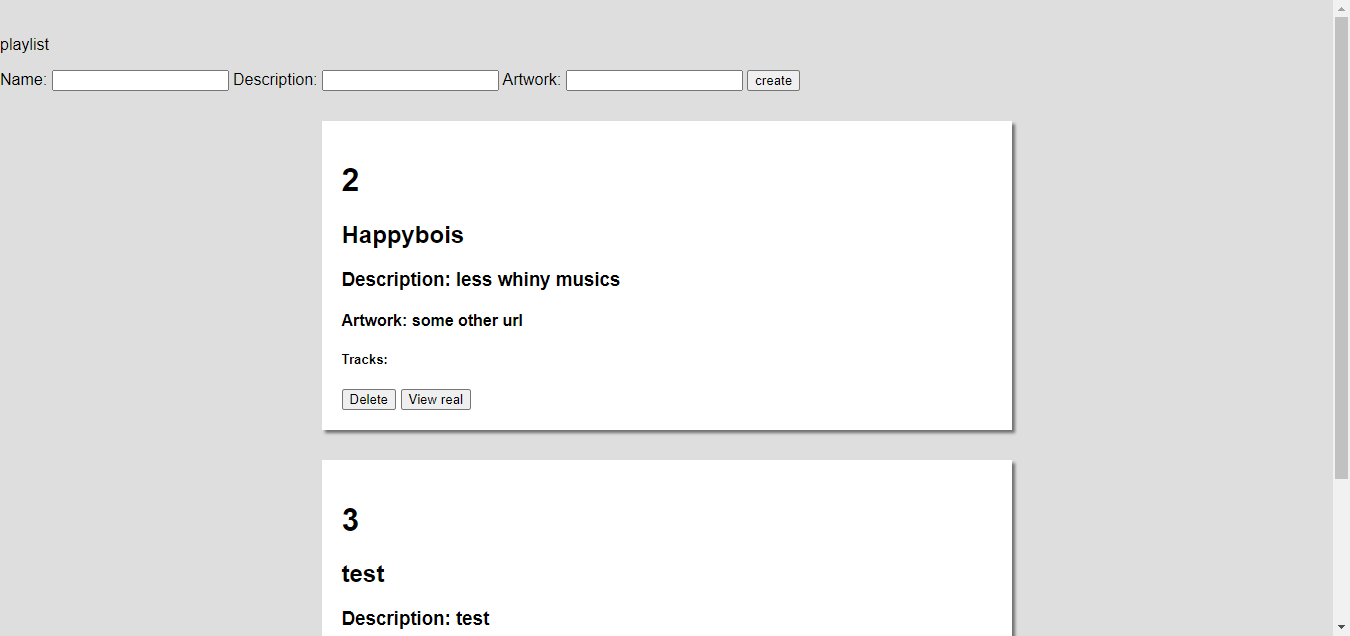 playlist
Name: Description: Artwork: create
2
Happybois
Description: less whiny musics
Artwork: some other url
Tracks:
Delete View real
3
test
Description: test